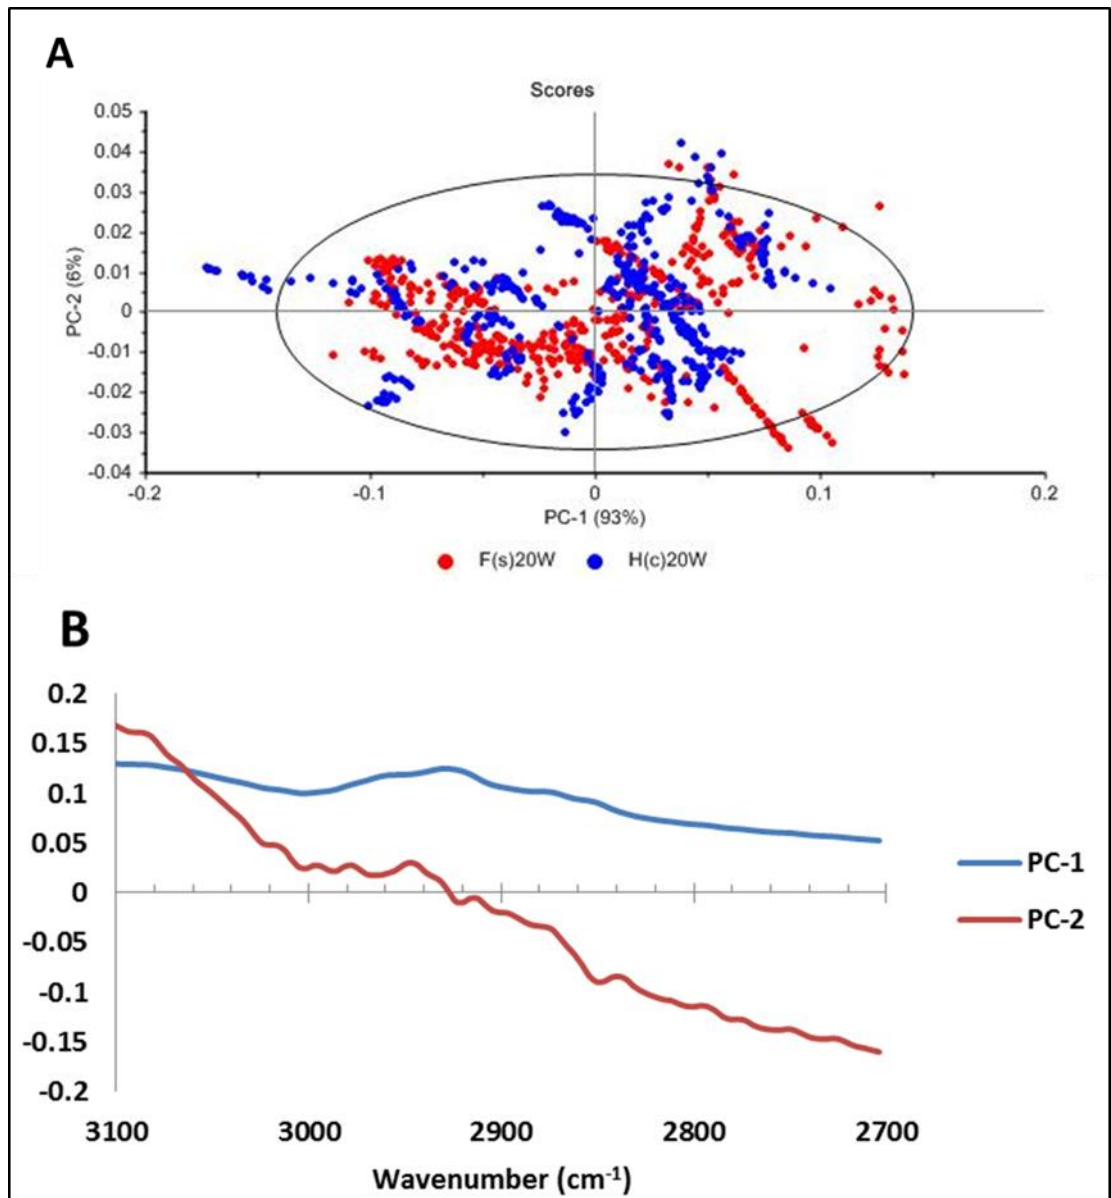 A
Scores
0.05
0.04
0.03
0.02
0.01
0
-0.01
-0.02
-0.03
-0.04
PC-2 (6%)
-0.2 -0.1 0 0.1 0.2
PC-1 (93%)
F(s)20W H(c)20W
B
0.2
0.15
0.1
0.05
0
-0.05
-0.1
-0.15
-0.2
PC-1
PC-2
3100 3000 2900 2800 2700
Wavenumber (cm⁻¹)